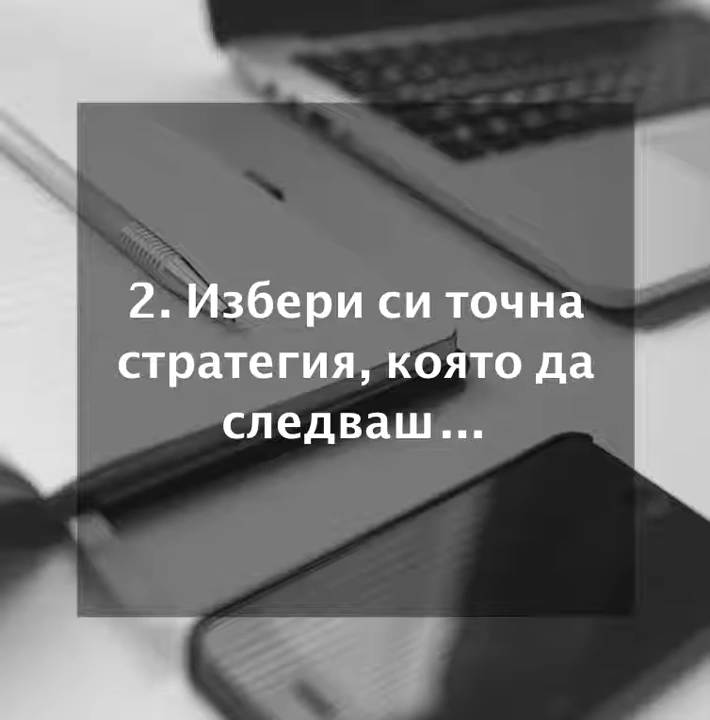 2. Избери си точна
стратегия, която да
следваш...